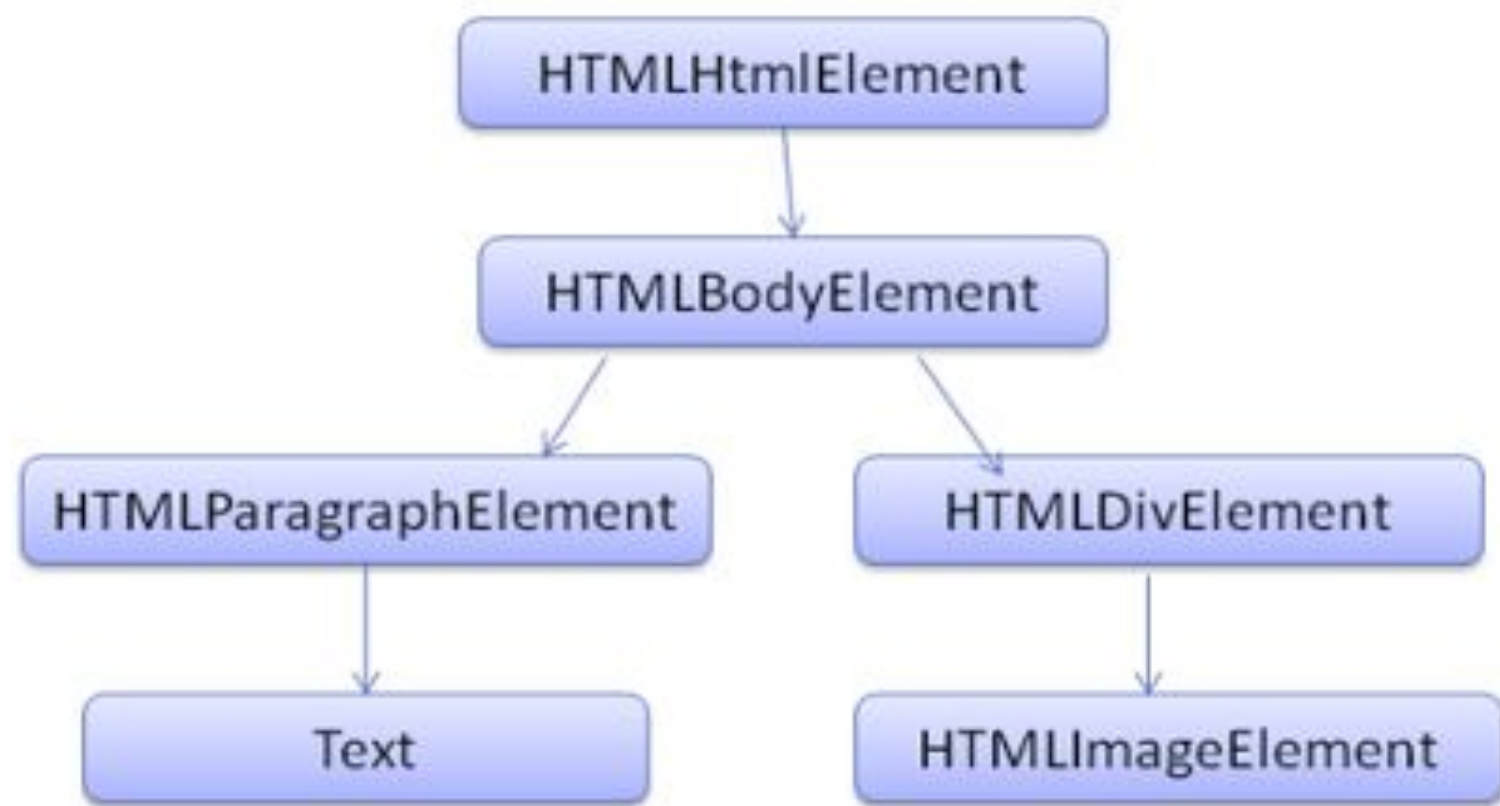 HTMLHtmlElement
HTMLBodyElement
HTMLParagraphElement
HTMLDivElement
Text
HTMLImageElement